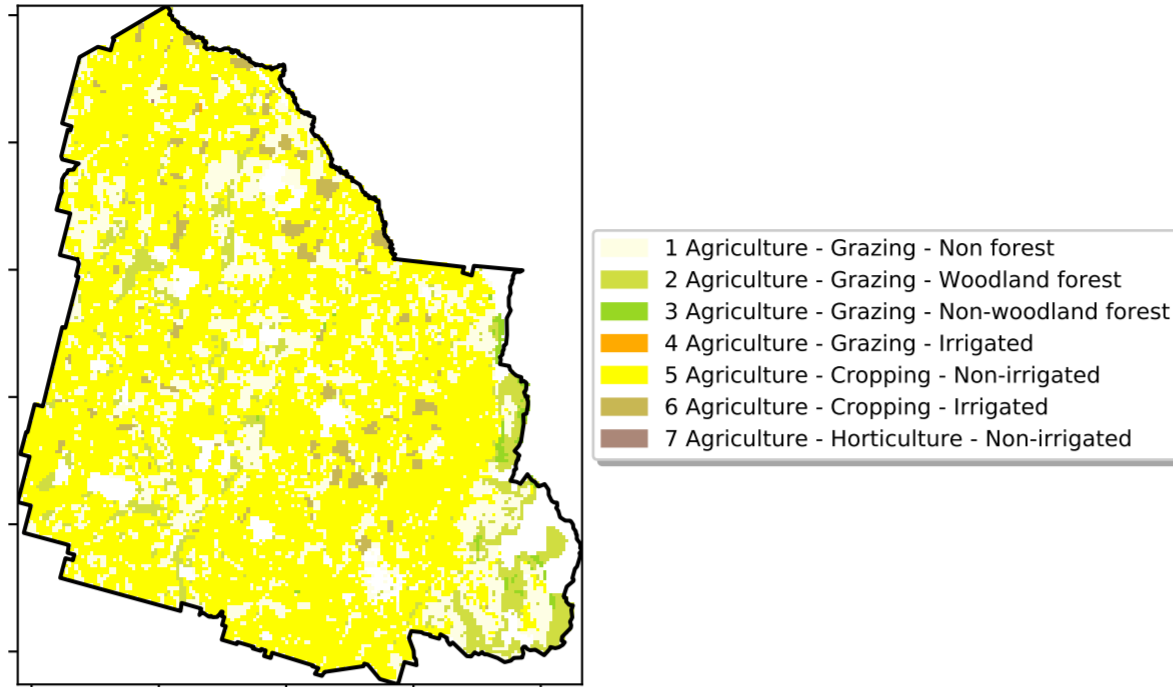 1 Agriculture - Grazing - Non forest
2 Agriculture - Grazing - Woodland forest
3 Agriculture - Grazing - Non-woodland forest
4 Agriculture - Grazing - Irrigated
5 Agriculture - Cropping - Non-irrigated
6 Agriculture - Cropping - Irrigated
7 Agriculture - Horticulture - Non-irrigated